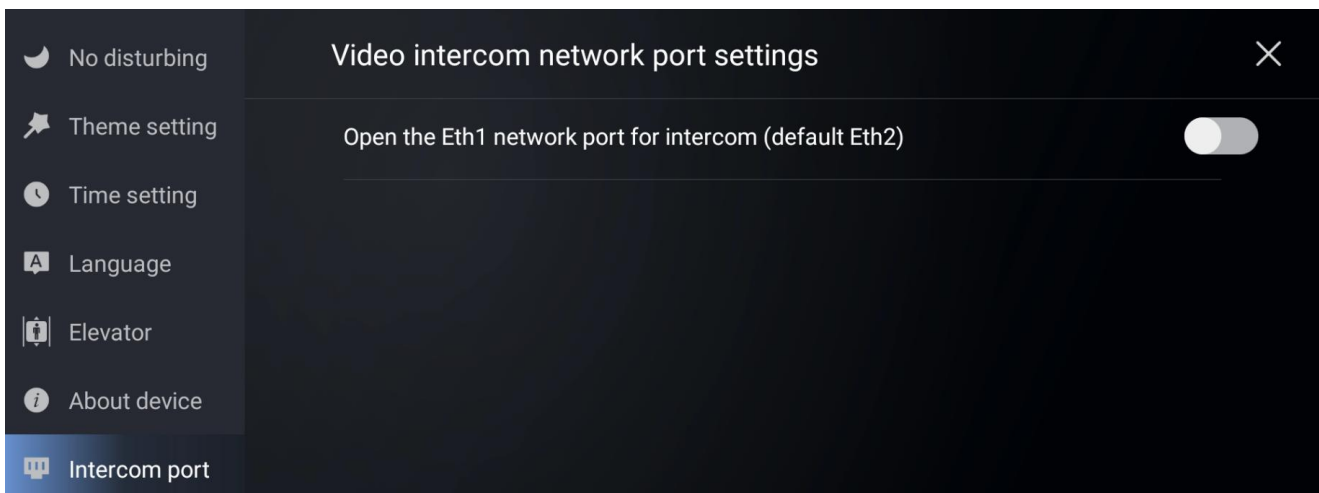 No disturbing
Theme setting
Time setting
Language
Elevator
About device
Intercom port
Video intercom network port settings
Open the Eth1 network port for intercom (default Eth2)